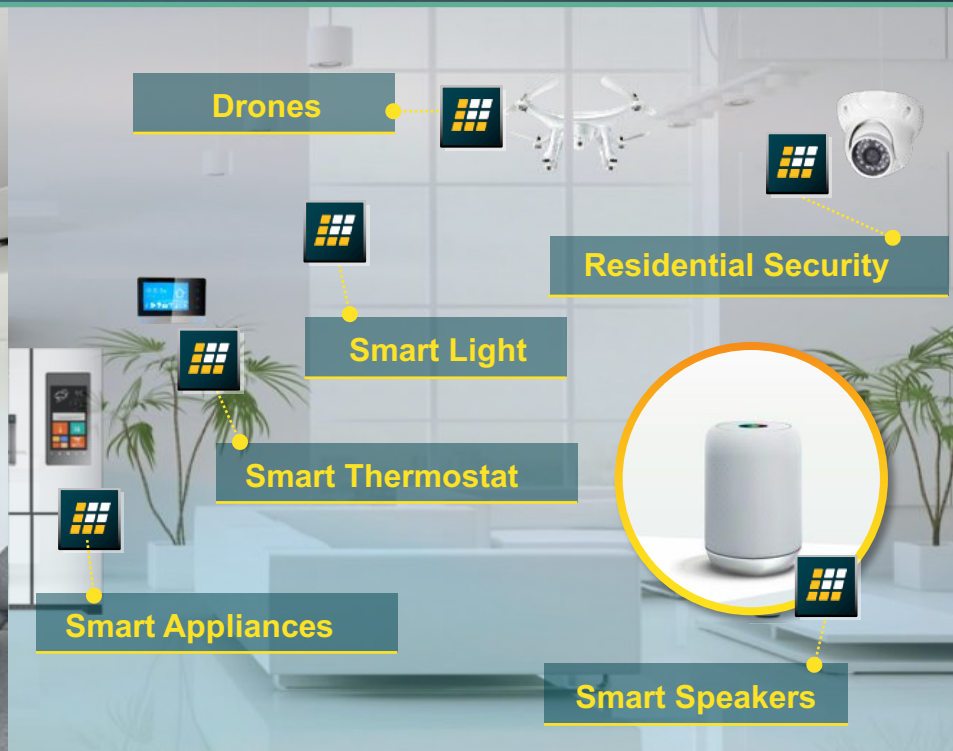 Drones
Residential Security
Smart Light
Smart Thermostat
Smart Appliances
Smart Speakers